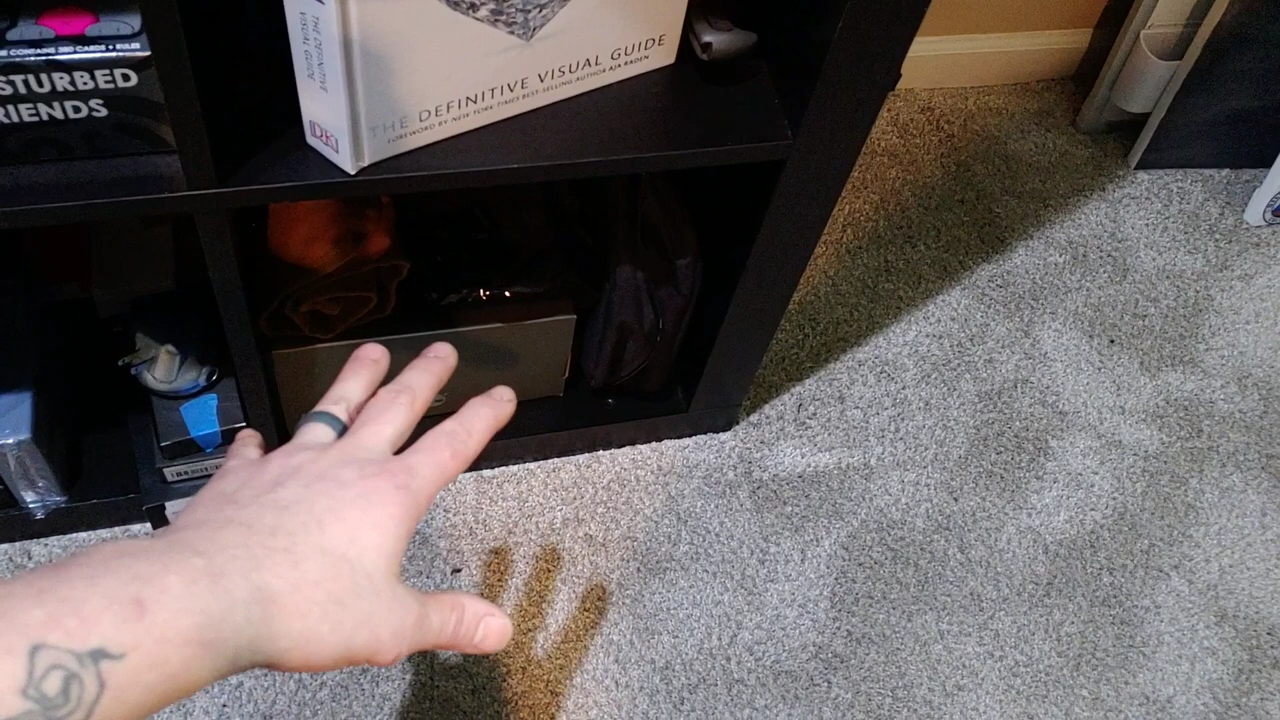 E CONTAINS 380 CARDS + RULES
STURBED
RIENDS
THE DEFINITIVE
VISUAL GUIDE
DK
THE DEFINITIVE VISUAL GUIDE
FOREWORD BY NEW YORK TIMES BEST-SELLING AUTHOR AJA RADEN